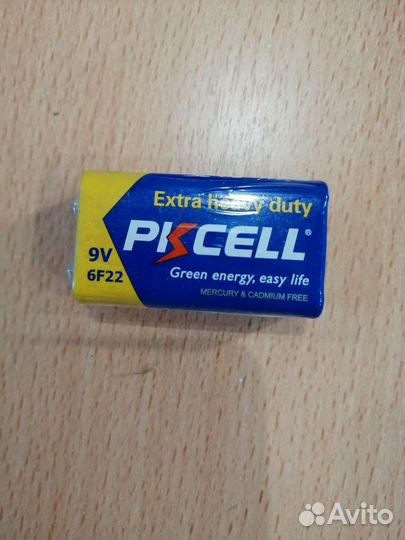 Extra heavy duty
PKCELL®
9V
6F22
Green energy, easy life
MERCURY & CADMIUM FREE
Avito